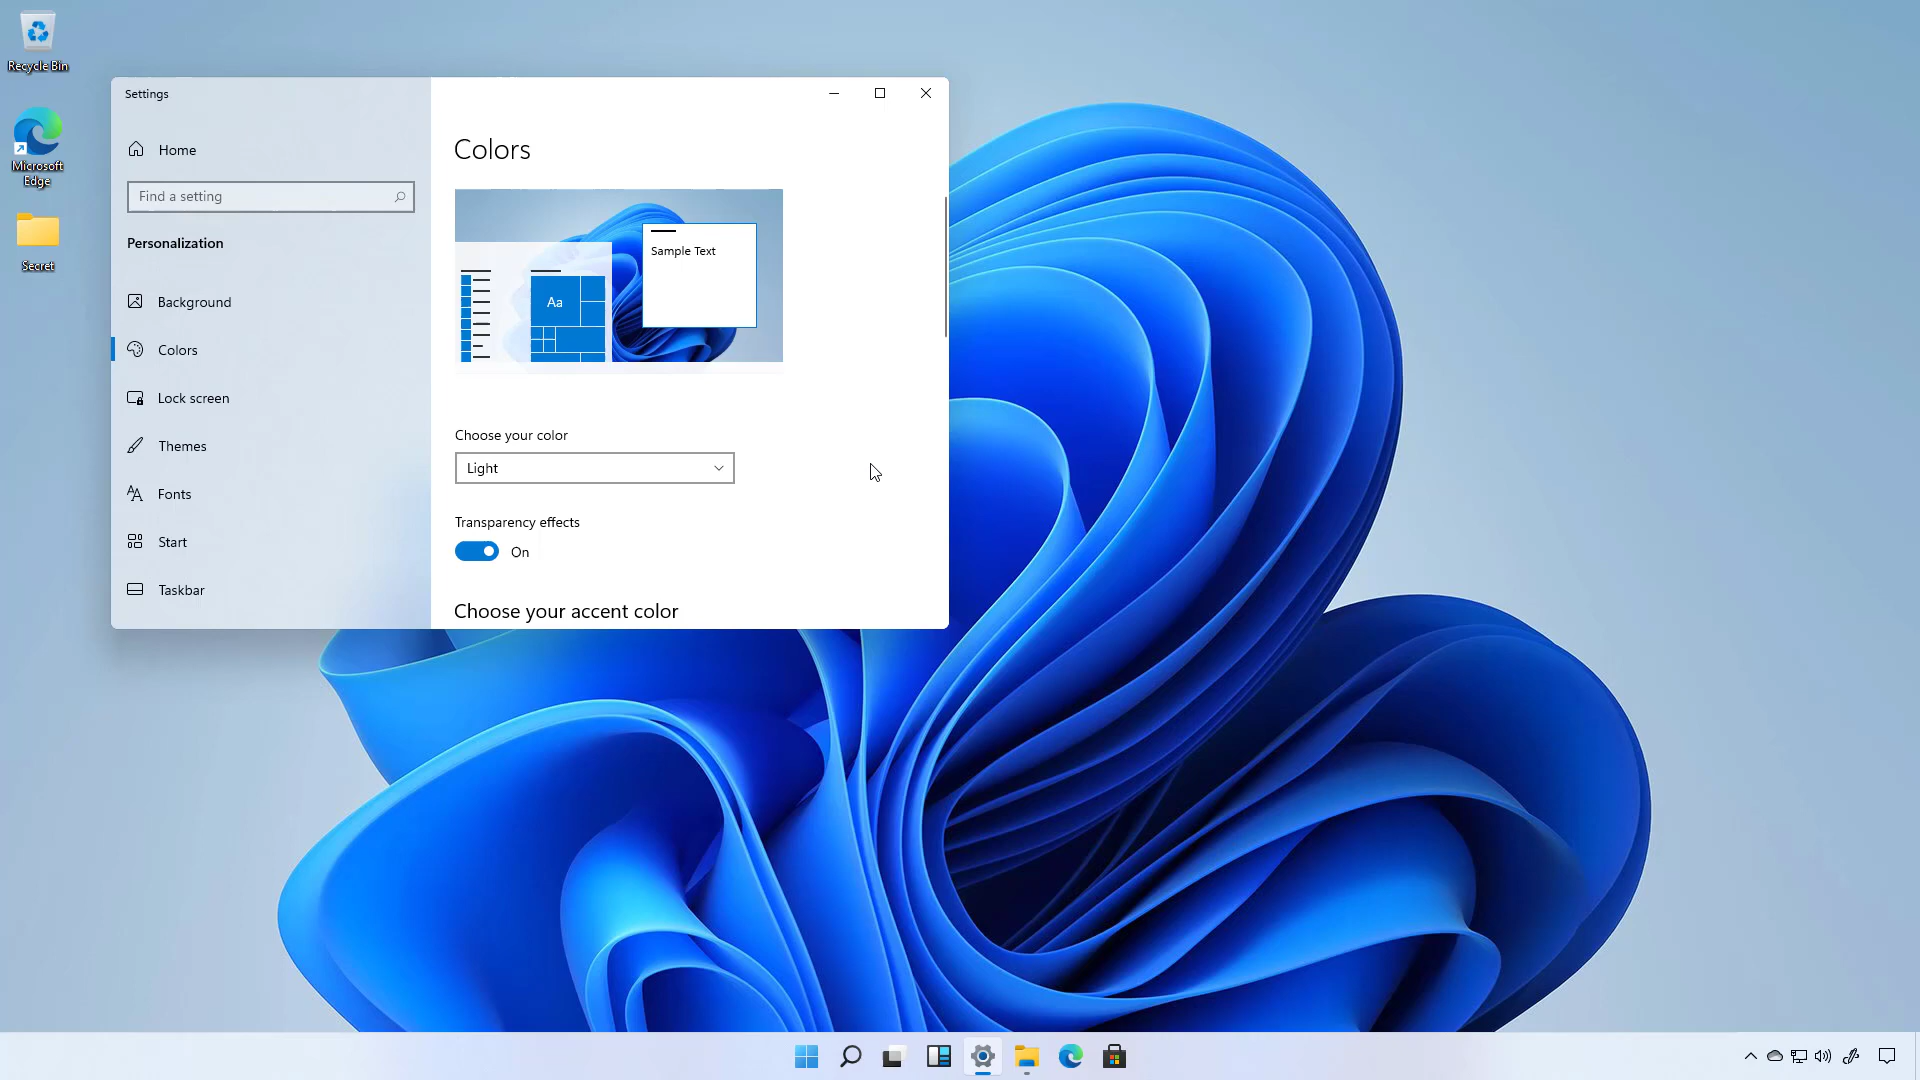 Recycle Bin
Microsoft
Edge
Secret
Settings
Home
Find a setting
Personalization
Background
Colors
Lock screen
Themes
Fonts
Start
Taskbar
Colors
Sample Text
Aa
Choose your color
Light
Transparency effects
On
Choose your accent color